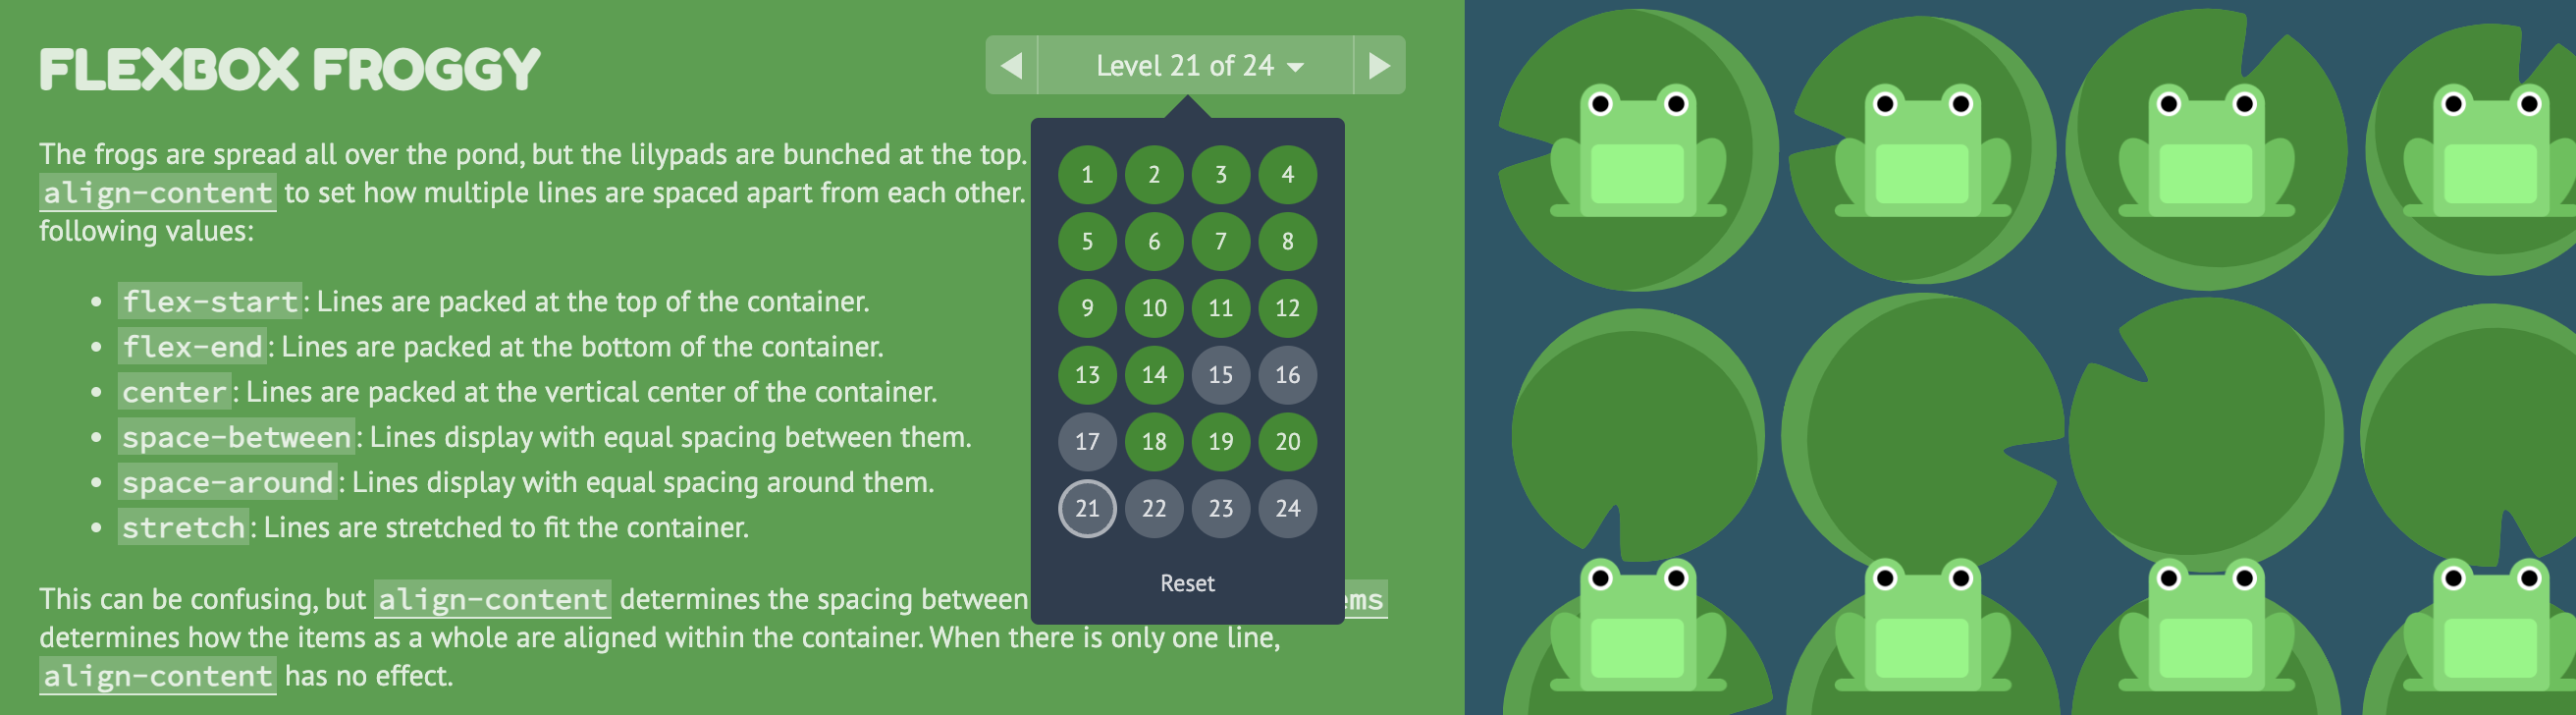 FLEXBOX FROGGY
Level 21 of 24
The frogs are spread all over the pond, but the lilypads are bunched at the top.
align-content to set how multiple lines are spaced apart from each other.
following values:
flex-start: Lines are packed at the top of the container.
flex-end: Lines are packed at the bottom of the container.
center: Lines are packed at the vertical center of the container.
space-between: Lines display with equal spacing between them.
space-around: Lines display with equal spacing around them.
stretch: Lines are stretched to fit the container.
This can be confusing, but align-content determines the spacing between ms
determines how the items as a whole are aligned within the container. When there is only one line,
align-content has no effect.
1 2 3 4
5 6 7 8
9 10 11 12
13 14 15 16
17 18 19 20
21 22 23 24
Reset